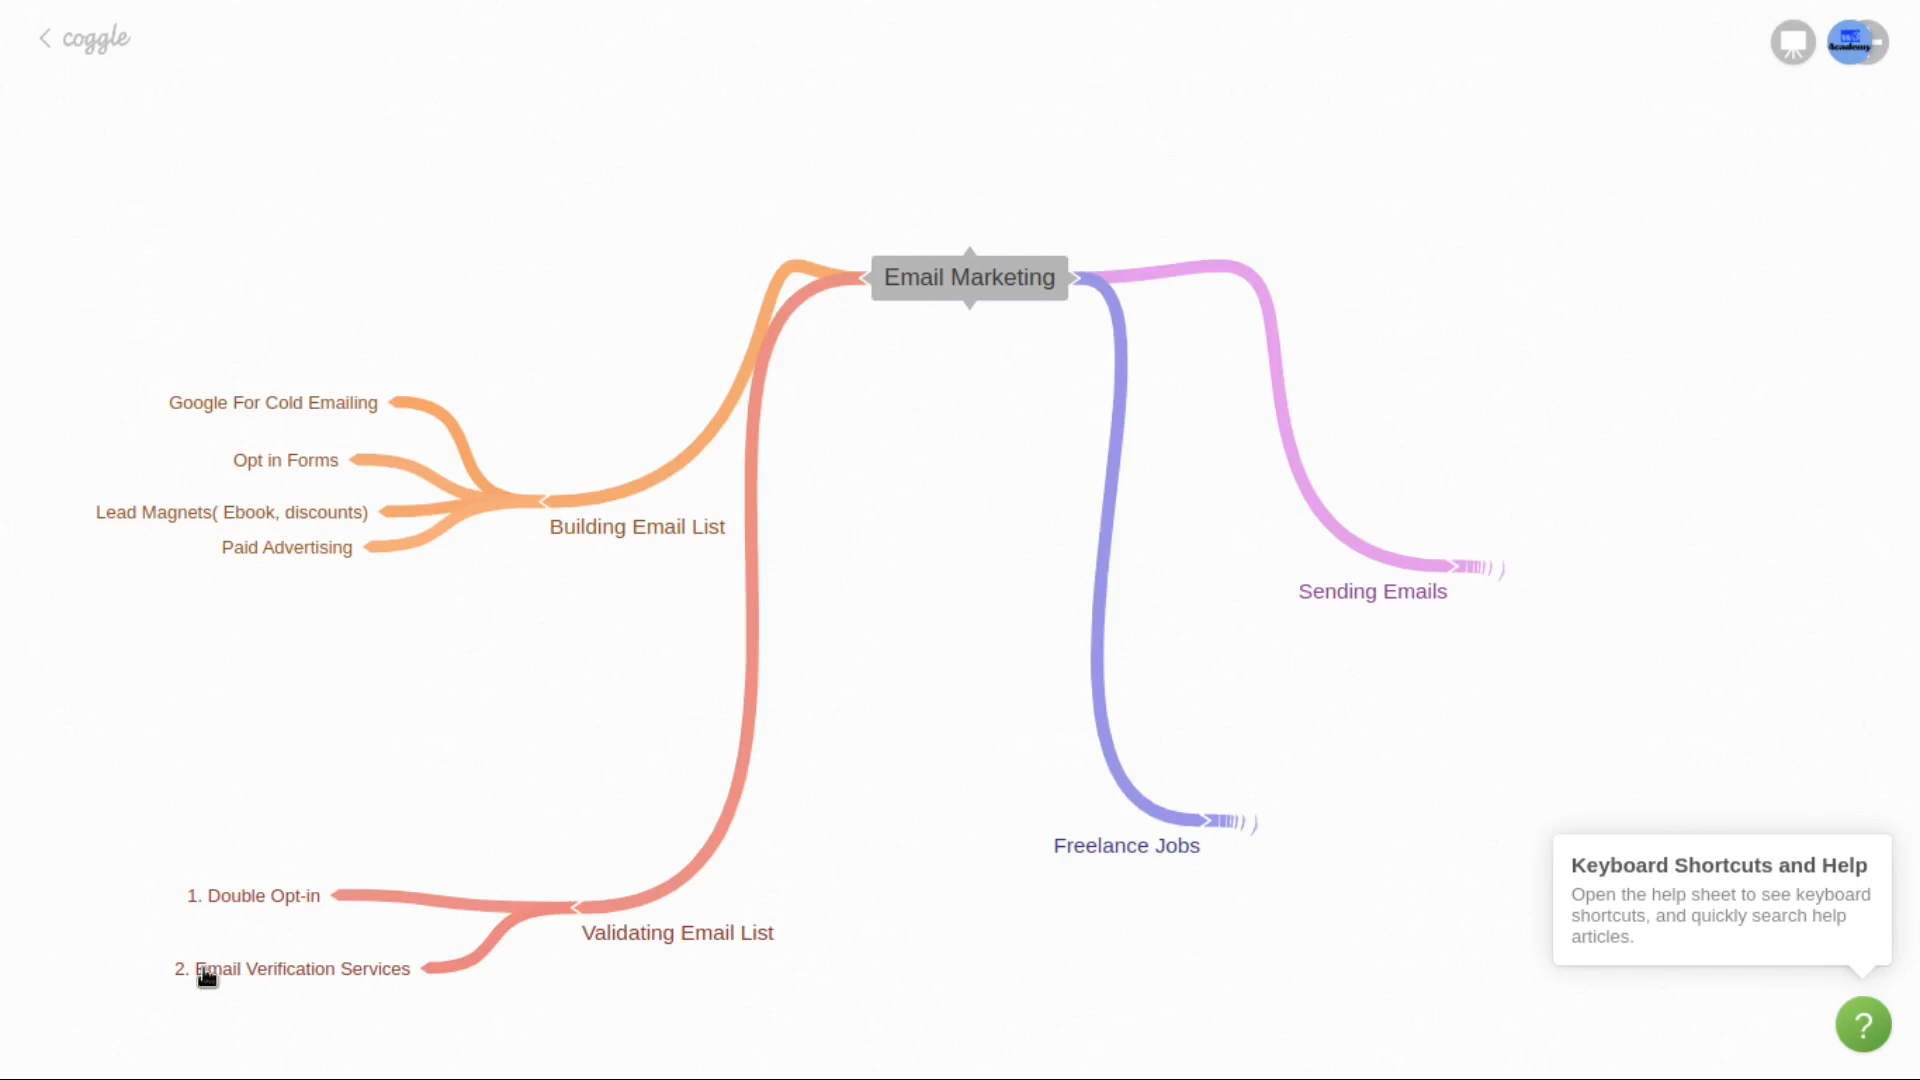 coggle
Academy
Email Marketing
Google For Cold Emailing
Opt in Forms
Lead Magnets( Ebook, discounts)
Paid Advertising
Building Email List
Sending Emails
Freelance Jobs
1. Double Opt-in
Validating Email List
2. Email Verification Services
Keyboard Shortcuts and Help
Open the help sheet to see keyboard
shortcuts, and quickly search help
articles.
?